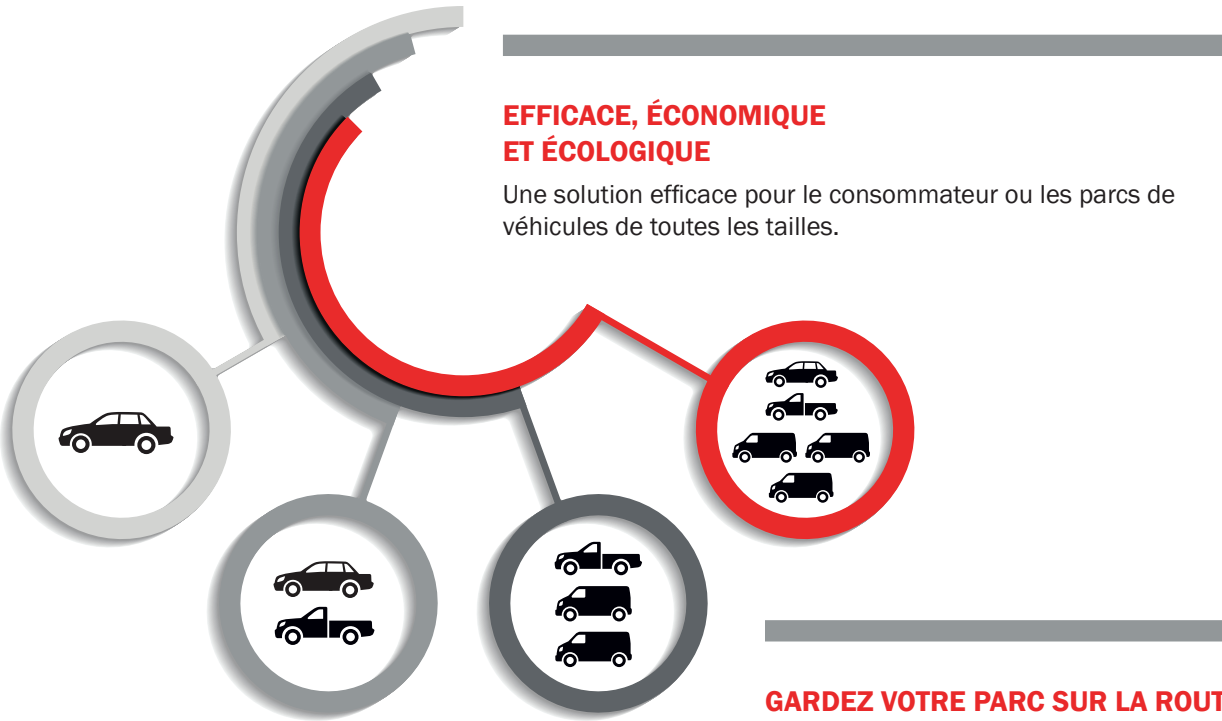 EFFICACE, ÉCONOMIQUE
ET ÉCOLOGIQUE
Une solution efficace pour le consommateur ou les parcs de
véhicules de toutes les tailles.
GARDEZ VOTRE PARC SUR LA ROUT